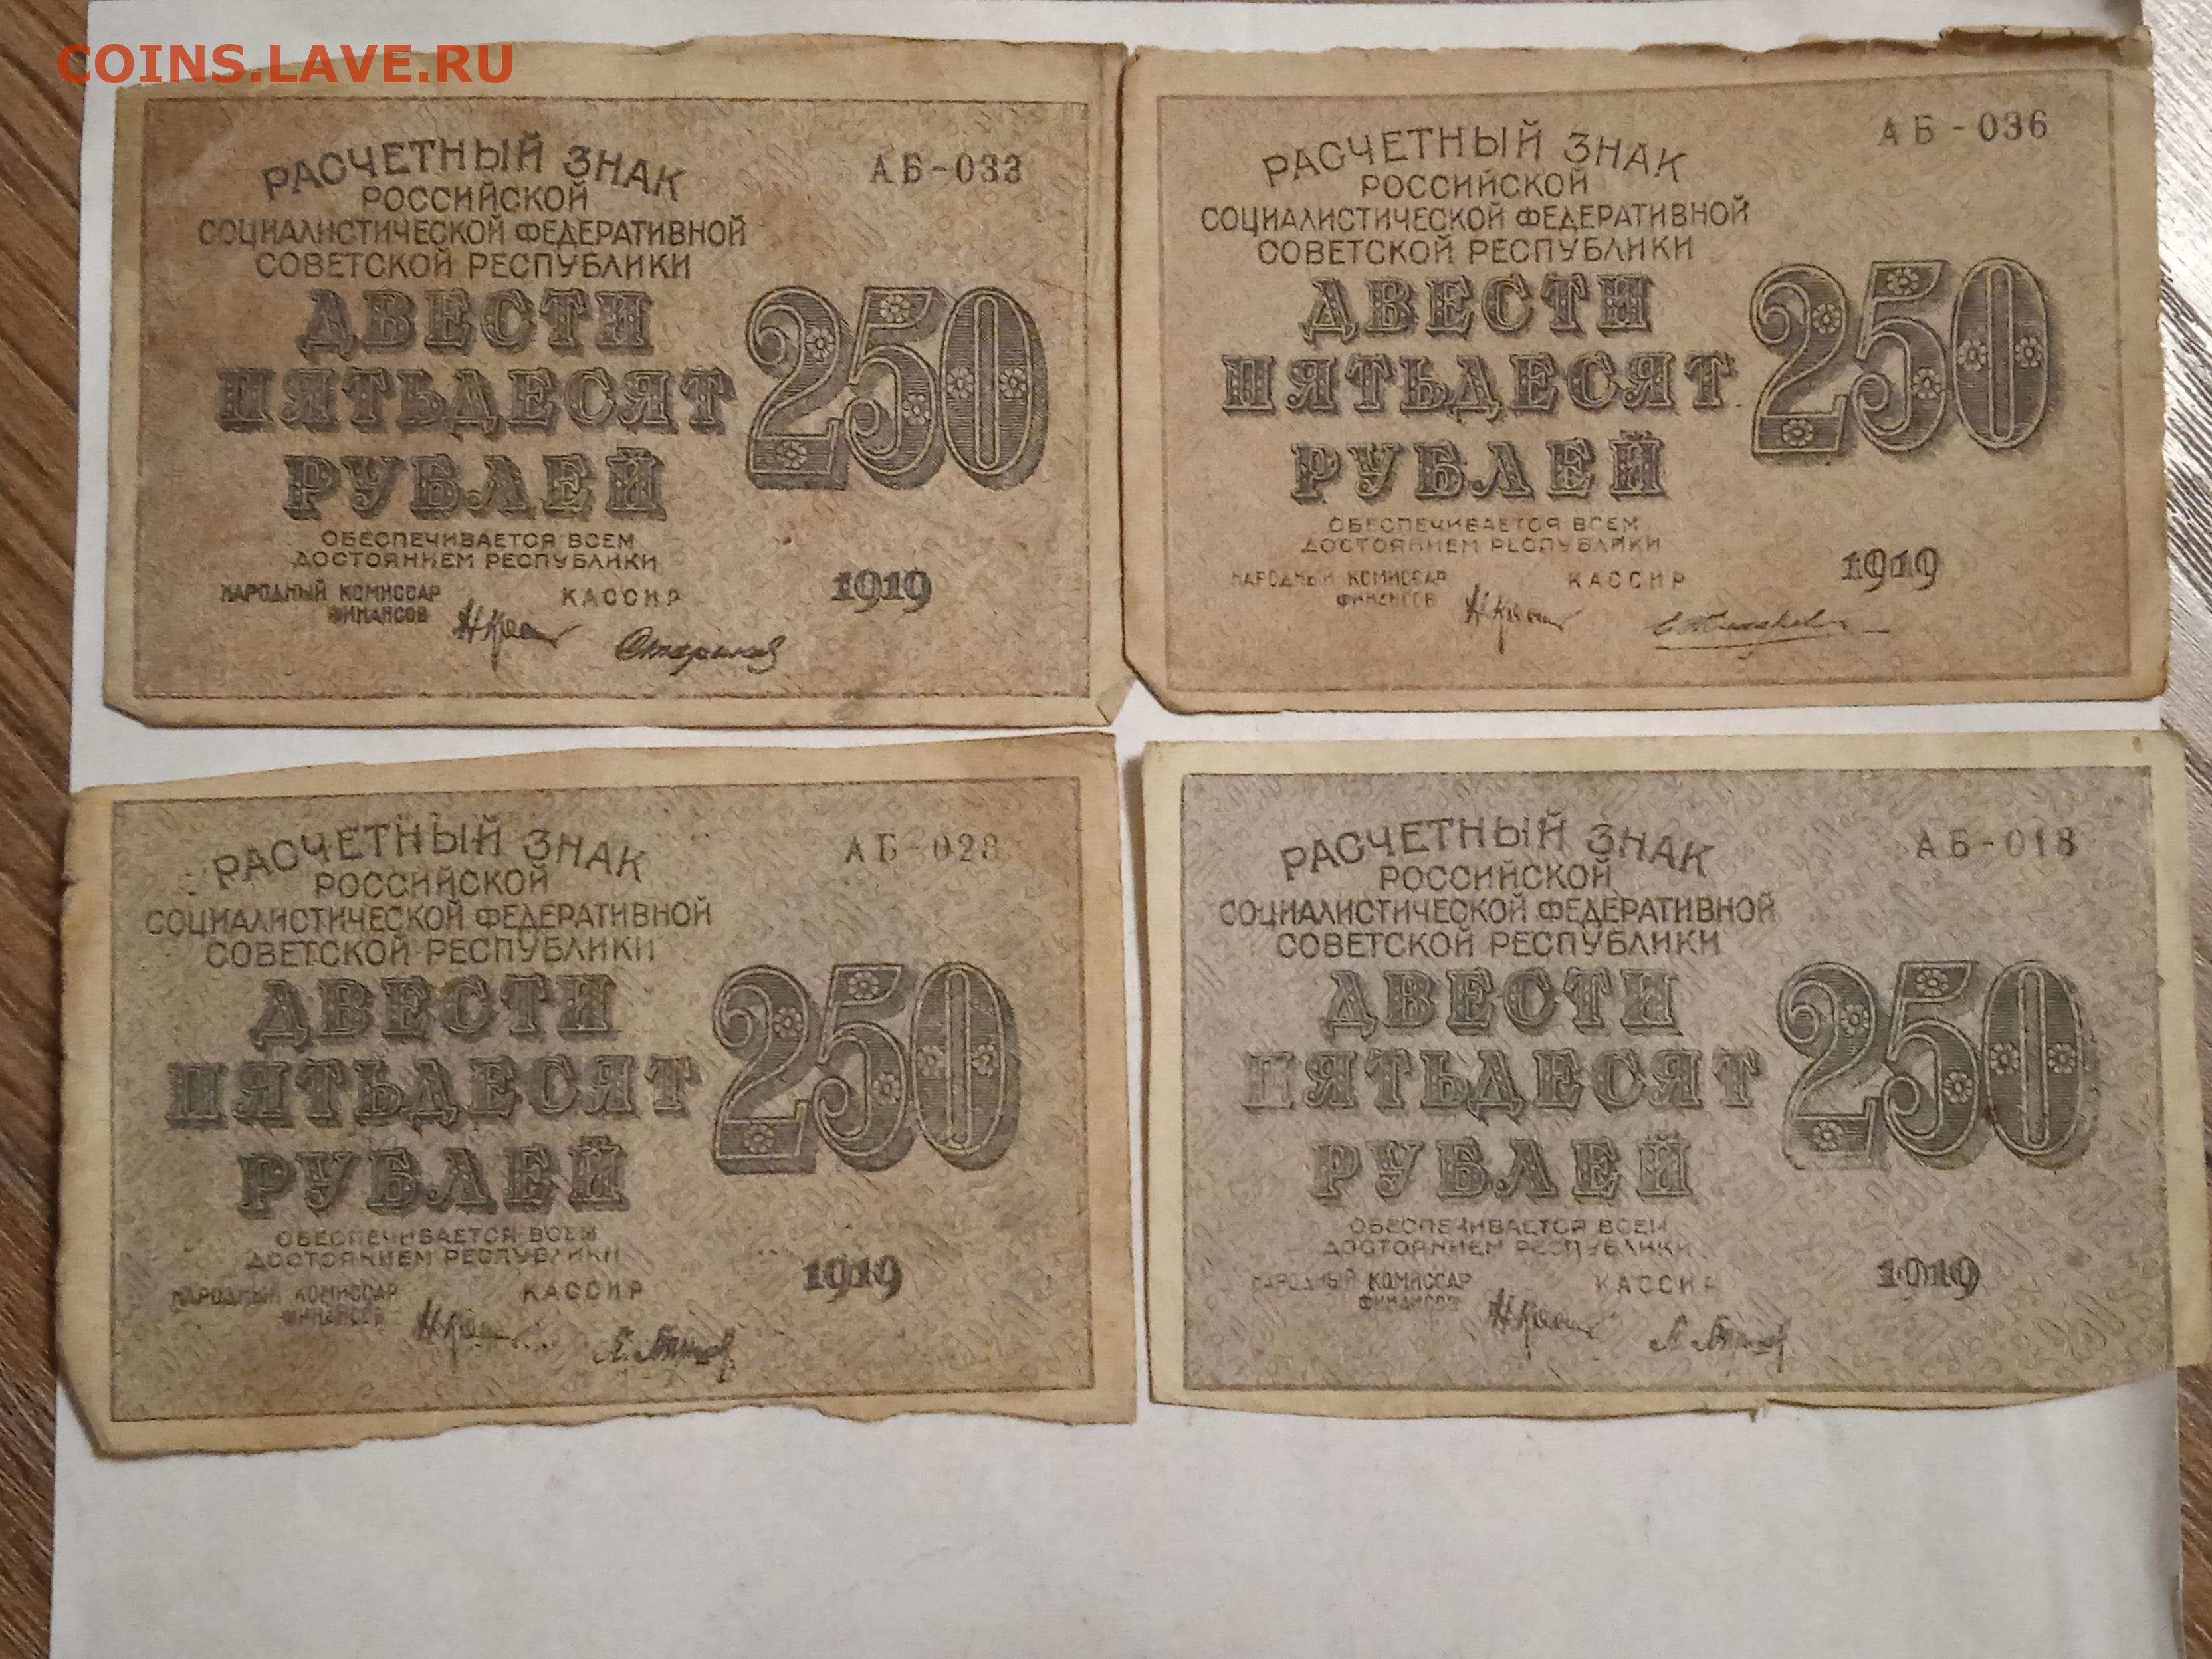 COINS.LAVE.RU
РАСЧЕТНЫЙ ЗНАК
РОССИЙСКОЙ
СОЦИАЛИСТИЧЕСКОЙ ФЕДЕРАТИВНОЙ
СОВЕТСКОЙ РЕСПУБЛИКИ
АБ-033
ДВЕСТИ
ПЯТЬДЕСЯТ
РУБЛЕЙ
250
ОБЕСПЕЧИВАЕТСЯ ВСЕМ
ДОСТОЯНИЕМ РЕСПУБЛИКИ
НАРОДНЫЙ КОМИССАР
ФИНАНСОВ
КАССИР
1919
РАСЧЕТНЫЙ ЗНАК
РОССИЙСКОЙ
СОЦИАЛИСТИЧЕСКОЙ ФЕДЕРАТИВНОЙ
СОВЕТСКОЙ РЕСПУБЛИКИ
АБ-036
ДВЕСТИ
ПЯТЬДЕСЯТ
РУБЛЕЙ
250
ОБЕСПЕЧИВАЕТСЯ ВСЕМ
ДОСТОЯНИЕМ РЕСПУБЛИКИ
НАРОДНЫЙ КОМИССАР
ФИНАНСОВ
КАССИР
1919
РАСЧЕТНЫЙ ЗНАК
РОССИЙСКОЙ
СОЦИАЛИСТИЧЕСКОЙ ФЕДЕРАТИВНОЙ
СОВЕТСКОЙ РЕСПУБЛИКИ
АБ-028
ДВЕСТИ
ПЯТЬДЕСЯТ
РУБЛЕЙ
250
ОБЕСПЕЧИВАЕТСЯ ВСЕМ
ДОСТОЯНИЕМ РЕСПУБЛИКИ
НАРОДНЫЙ КОМИССАР
ФИНАНСОВ
КАССИР
1919
РАСЧЕТНЫЙ ЗНАК
РОССИЙСКОЙ
СОЦИАЛИСТИЧЕСКОЙ ФЕДЕРАТИВНОЙ
СОВЕТСКОЙ РЕСПУБЛИКИ
АБ-018
ДВЕСТИ
ПЯТЬДЕСЯТ
РУБЛЕЙ
250
ОБЕСПЕЧИВАЕТСЯ ВСЕМ
ДОСТОЯНИЕМ РЕСПУБЛИКИ
НАРОДНЫЙ КОМИССАР
ФИНАНСОВ
КАССИР
1919